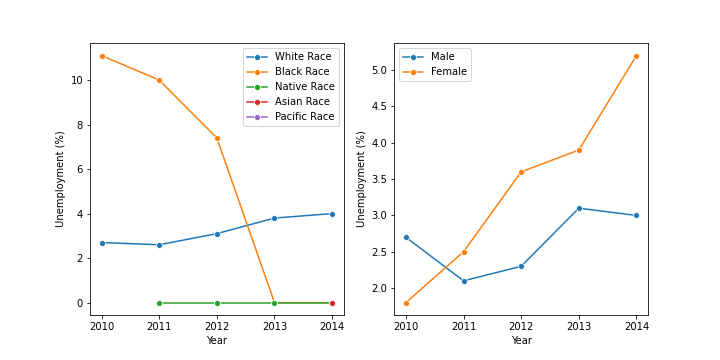 White Race
Black Race
Native Race
Asian Race
Pacific Race
10
8
6
4
2
0
Unemployment (%)
2010 2011 2012 2013 2014
Year
Male
Female
5.0
4.5
4.0
3.5
3.0
2.5
2.0
Unemployment (%)
2010 2011 2012 2013 2014
Year